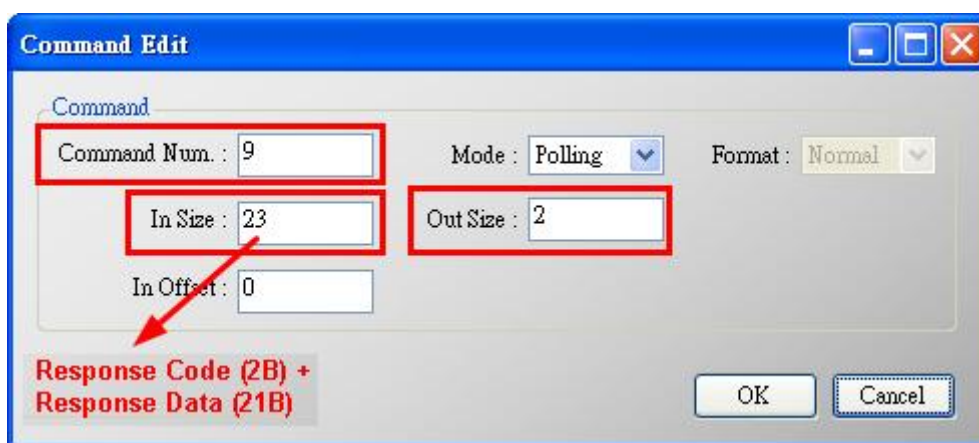 Command Edit
Command
Command Num. : 9 Mode : Polling Format : Normal
In Size : 23 Out Size : 2
In Offset : 0
Response Code (2B) +
Response Data (21B)
OK Cancel